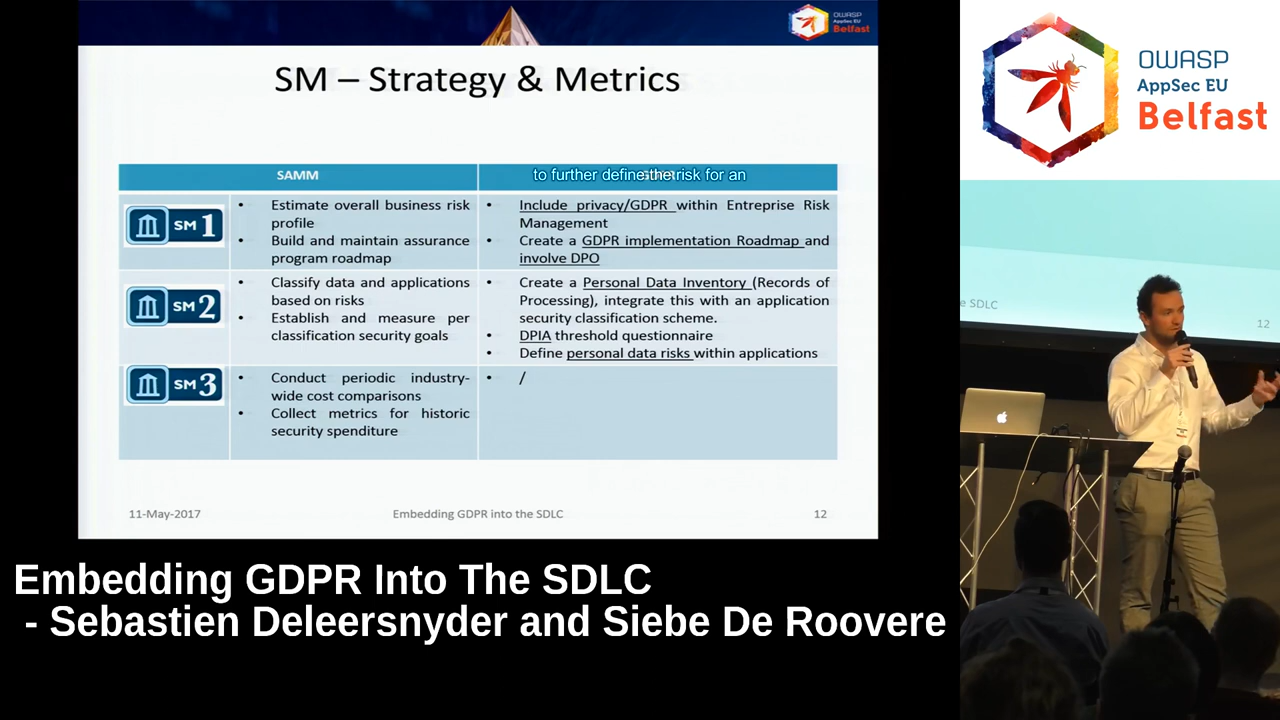 OWASP
AppSec EU
Belfast
SM – Strategy & Metrics
SAMM
to further define the risk for an
SM 1
• Estimate overall business risk
profile
• Build and maintain assurance
program roadmap
• Include privacy/GDPR within Entreprise Risk
Management
• Create a GDPR implementation Roadmap and
involve DPO
SM 2
• Classify data and applications
based on risks
• Establish and measure per
classification security goals
• Create a Personal Data Inventory (Records of
Processing), integrate this with an application
security classification scheme.
• DPIA threshold questionnaire
• Define personal data risks within applications
SM 3
• Conduct periodic industry-
wide cost comparisons
• Collect metrics for historic
security spenditure
• /
11-May-2017
Embedding GDPR into the SDLC
12
Embedding GDPR Into The SDLC
- Sebastien Deleersnyder and Siebe De Roovere
OWASP
AppSec EU
Belfast
SDLC
12